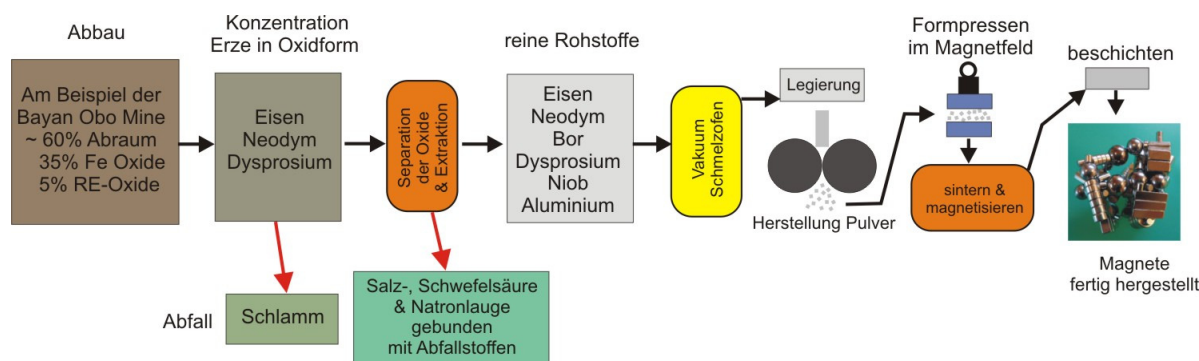 Abbau
Am Beispiel der
Bayan Obo Mine
~ 60% Abraum
35% Fe Oxide
5% RE-Oxide
Konzentration
Erze in Oxidform
Eisen
Neodym
Dysprosium
Abfall
Schlamm
Separation
der Oxide
& Extraktion
Salz-, Schwefelsäure
& Natronlauge
gebunden
mit Abfallstoffen
reine Rohstoffe
Eisen
Neodym
Bor
Dysprosium
Niob
Aluminium
Vakuum
Schmelzofen
Legierung
Herstellung Pulver
Formpressen
im Magnetfeld
sintern &
magnetisieren
beschichten
Magnete
fertig hergestellt